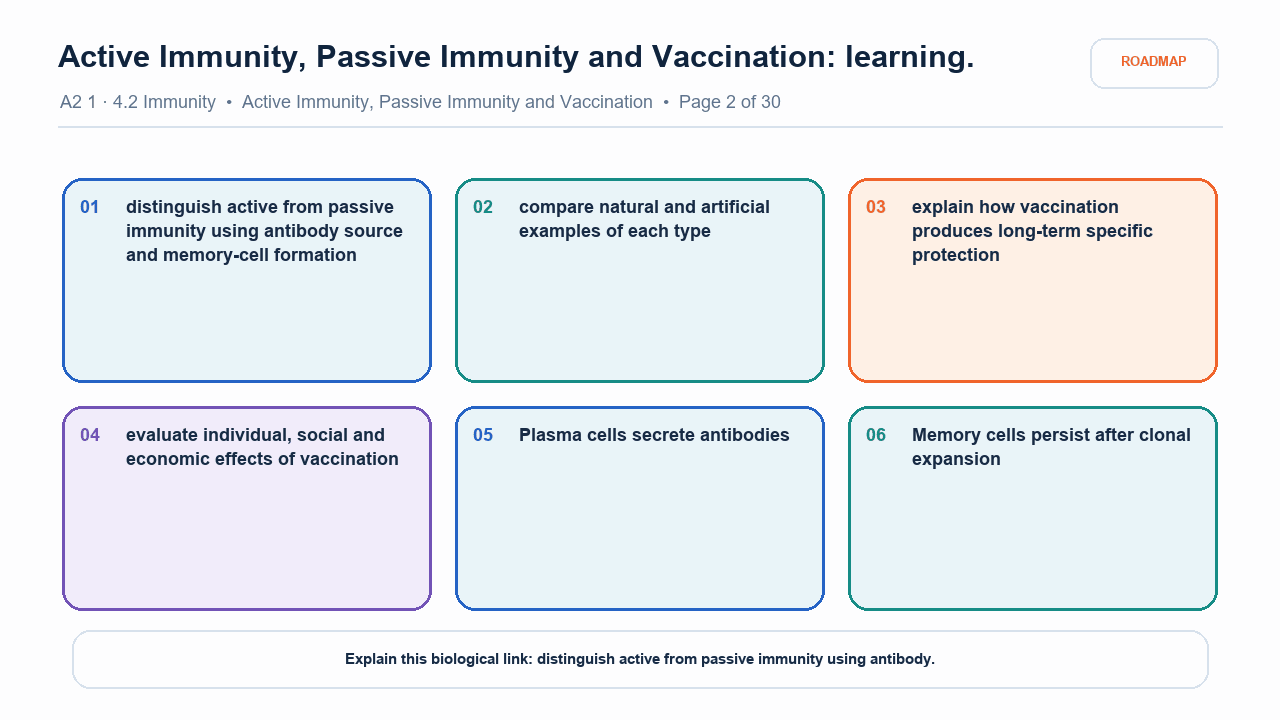 Active Immunity, Passive Immunity and Vaccination: learning.
ROADMAP
A2 1 · 4.2 Immunity • Active Immunity, Passive Immunity and Vaccination • Page 2 of 30
01 distinguish active from passive
immunity using antibody source
and memory-cell formation
02 compare natural and artificial
examples of each type
03 explain how vaccination
produces long-term specific
protection
04 evaluate individual, social and
economic effects of vaccination
05 Plasma cells secrete antibodies
06 Memory cells persist after clonal
expansion
Explain this biological link: distinguish active from passive immunity using antibody.